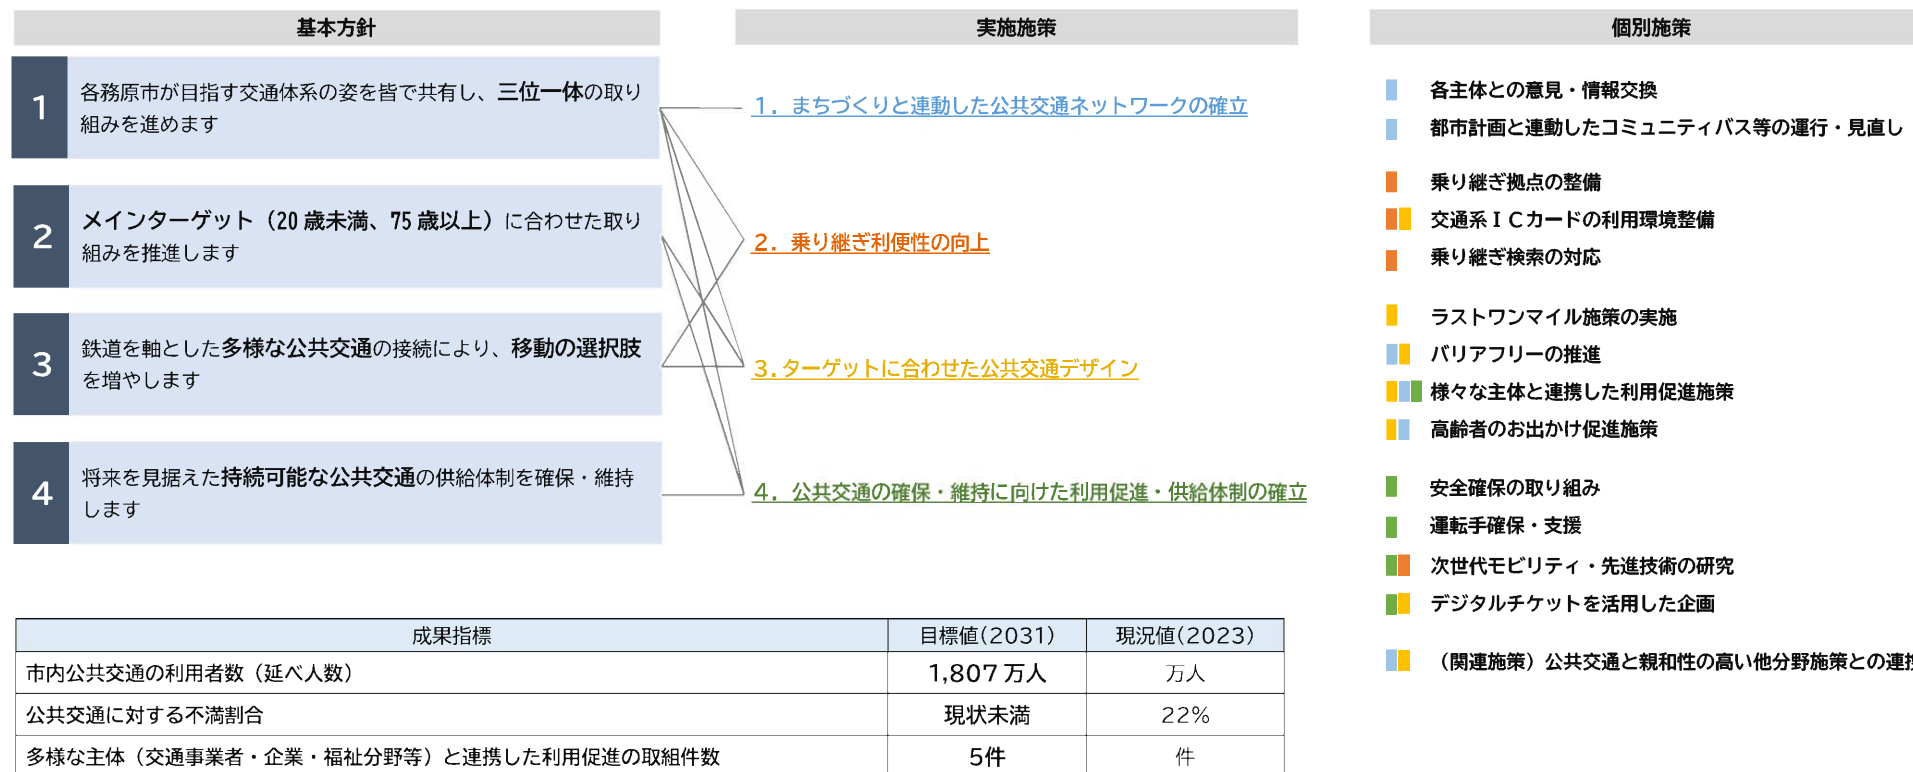 基本方針
1
各務原市が目指す交通体系の姿を皆で共有し、三位一体の取り
組みを進めます
2
メインターゲット（20 歳未満、75 歳以上）に合わせた取り
組みを推進します
3
鉄道を軸とした多様な公共交通の接続により、移動の選択肢
を増やします
4
将来を見据えた持続可能な公共交通の供給体制を確保・維持
します
実施施策
1．まちづくりと連動した公共交通ネットワークの確立
2．乗り継ぎ利便性の向上
3．ターゲットに合わせた公共交通デザイン
4．公共交通の確保・維持に向けた利用促進・供給体制の確立
個別施策
各主体との意見・情報交換
都市計画と連動したコミュニティバス等の運行・見直し
乗り継ぎ拠点の整備
交通系ＩＣカードの利用環境整備
乗り継ぎ検索の対応
ラストワンマイル施策の実施
バリアフリーの推進
様々な主体と連携した利用促進施策
高齢者のお出かけ促進施策
安全確保の取り組み
運転手確保・支援
次世代モビリティ・先進技術の研究
デジタルチケットを活用した企画
（関連施策）公共交通と親和性の高い他分野施策との連携
成果指標 目標値(2031) 現況値(2023)
市内公共交通の利用者数（延べ人数） 1,807 万人 万人
公共交通に対する不満割合 現状未満 22%
多様な主体（交通事業者・企業・福祉分野等）と連携した利用促進の取組件数 5件 件